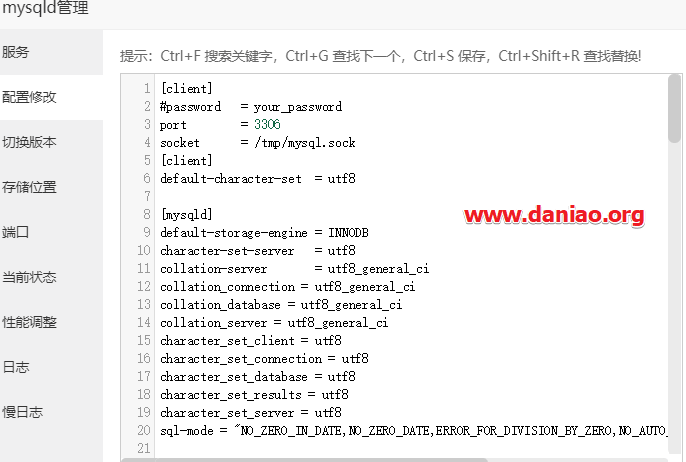 mysqld管理
服务
配置修改
切换版本
存储位置
端口
当前状态
性能调整
日志
慢日志
提示：Ctrl+F 搜索关键字，Ctrl+G 查找下一个，Ctrl+S 保存，Ctrl+Shift+R 查找替换!
1 [client]
2 #password = your_password
3 port = 3306
4 socket = /tmp/mysql.sock
5 [client]
6 default-character-set = utf8
7
8 [mysqld]
9 default-storage-engine = INNODB
10 character-set-server = utf8
11 collation-server = utf8_general_ci
12 collation_connection = utf8_general_ci
13 collation_database = utf8_general_ci
14 collation_server = utf8_general_ci
15 character_set_client = utf8
16 character_set_connection = utf8
17 character_set_database = utf8
18 character_set_results = utf8
19 character_set_server = utf8
20 sql-mode = "NO_ZERO_IN_DATE,NO_ZERO_DATE,ERROR_FOR_DIVISION_BY_ZERO,NO_AUTO_
21
www.daniao.org